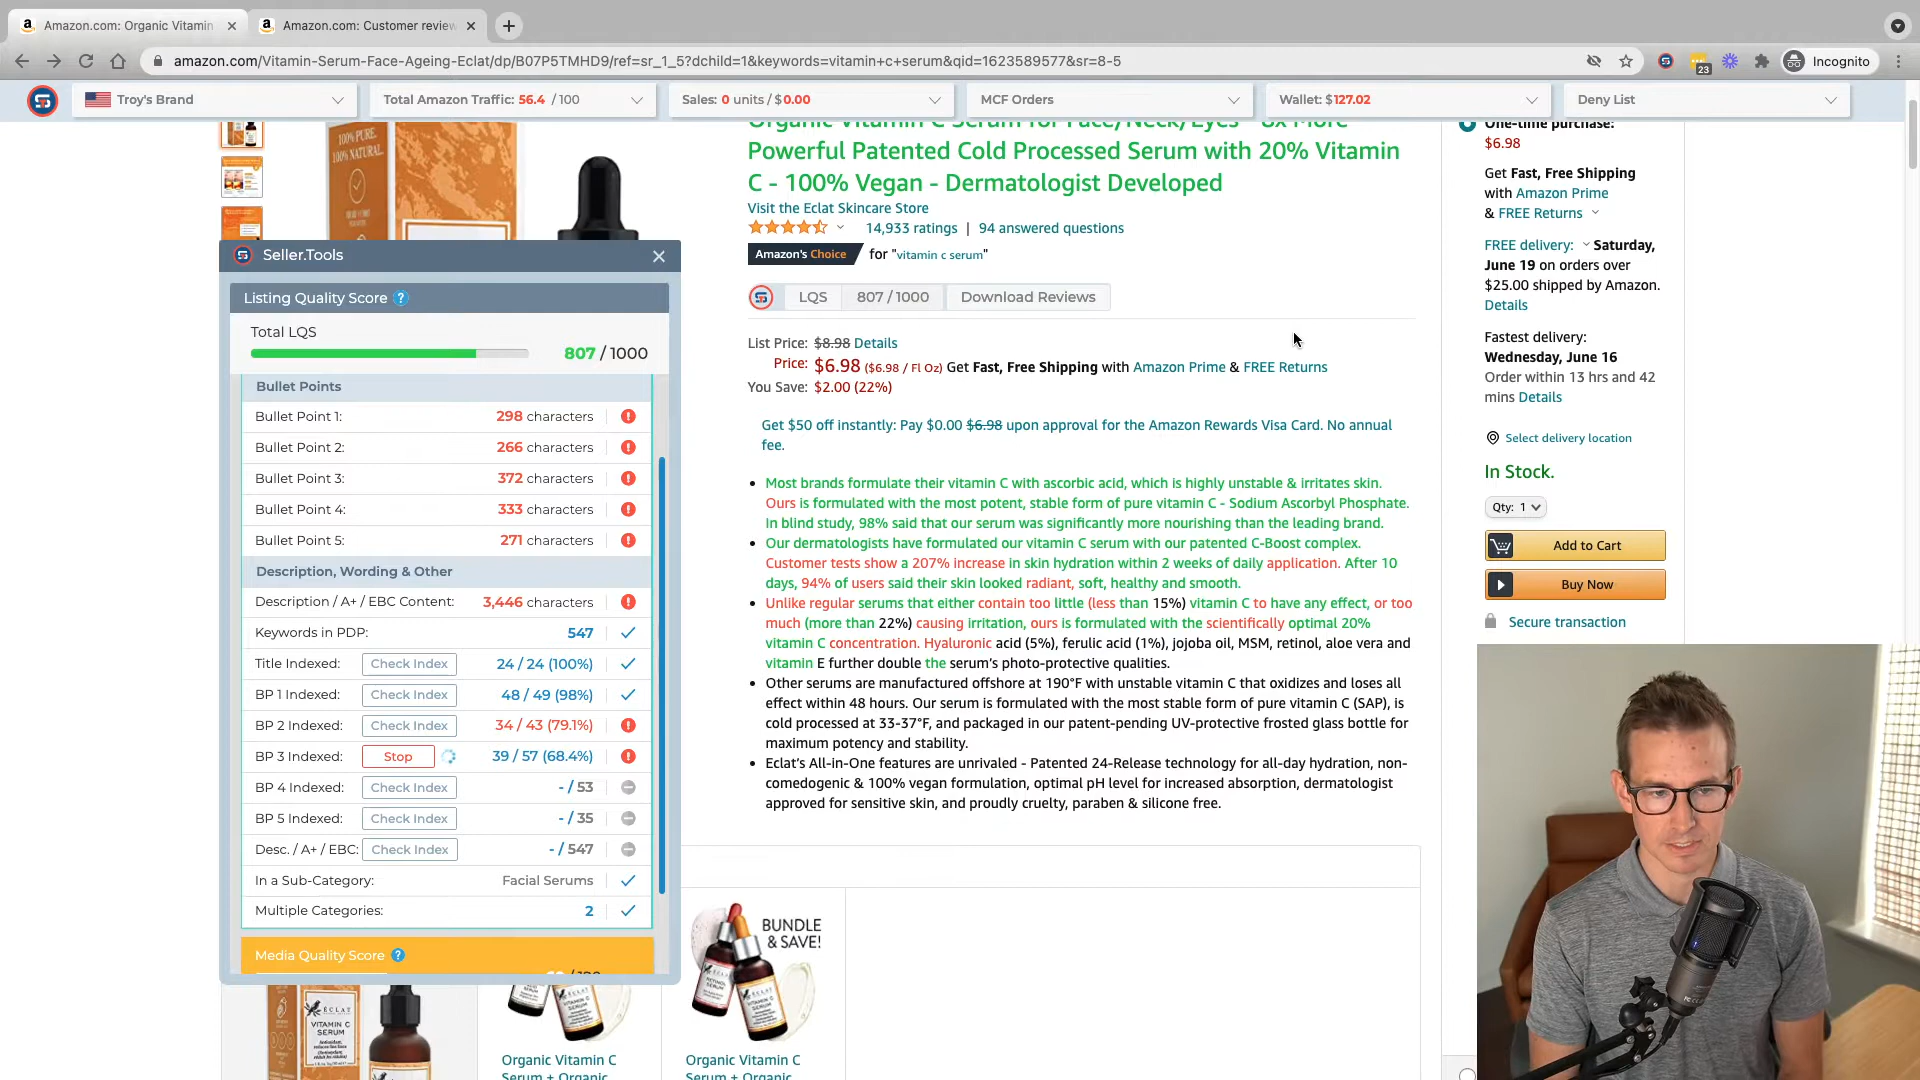 Amazon.com: Organic Vitamin
Amazon.com: Customer review
amazon.com/Vitamin-Serum-Face-Ageing-Eclat/dp/B07P5TMHD9/ref=sr_1_5?dchild=1&keywords=vitamin+c+serum&qid=1623589577&sr=8-5
23
Incognito
Troy's Brand
Total Amazon Traffic: 56.4 / 100
Sales: 0 units / $0.00
MCF Orders
Wallet: $127.02
Deny List
100% PURE.
100% NATURAL.
Organic Vitamin C Serum for Face/Neck/Eyes - 8x More
Powerful Patented Cold Processed Serum with 20% Vitamin
C - 100% Vegan - Dermatologist Developed
Visit the Eclat Skincare Store
14,933 ratings | 94 answered questions
Amazon's Choice for "vitamin c serum"
LQS 807 / 1000 Download Reviews
List Price: $8.98 Details
Price: $6.98 ($6.98 / Fl Oz) Get Fast, Free Shipping with Amazon Prime & FREE Returns
You Save: $2.00 (22%)
Get $50 off instantly: Pay $0.00 $6.98 upon approval for the Amazon Rewards Visa Card. No annual
fee.
• Most brands formulate their vitamin C with ascorbic acid, which is highly unstable & irritates skin.
Ours is formulated with the most potent, stable form of pure vitamin C - Sodium Ascorbyl Phosphate.
In blind study, 98% said that our serum was significantly more nourishing than the leading brand.
• Our dermatologists have formulated our vitamin C serum with our patented C-Boost complex.
Customer tests show a 207% increase in skin hydration within 2 weeks of daily application. After 10
days, 94% of users said their skin looked radiant, soft, healthy and smooth.
• Unlike regular serums that either contain too little (less than 15%) vitamin C to have any effect, or too
much (more than 22%) causing irritation, ours is formulated with the scientifically optimal 20%
vitamin C concentration. Hyaluronic acid (5%), ferulic acid (1%), jojoba oil, MSM, retinol, aloe vera and
vitamin E further double the serum's photo-protective qualities.
• Other serums are manufactured offshore at 190°F with unstable vitamin C that oxidizes and loses all
effect within 48 hours. Our serum is formulated with the most stable form of pure vitamin C (SAP), is
cold processed at 33-37°F, and packaged in our patent-pending UV-protective frosted glass bottle for
maximum potency and stability.
• Eclat's All-in-One features are unrivaled - Patented 24-Release technology for all-day hydration, non-
comedogenic & 100% vegan formulation, optimal pH level for increased absorption, dermatologist
approved for sensitive skin, and proudly cruelty, paraben & silicone free.
One-time purchase:
$6.98
Get Fast, Free Shipping
with Amazon Prime
& FREE Returns
FREE delivery: Saturday,
June 19 on orders over
$25.00 shipped by Amazon.
Details
Fastest delivery:
Wednesday, June 16
Order within 13 hrs and 42
mins Details
Select delivery location
In Stock.
Qty: 1
Add to Cart
Buy Now
Secure transaction
Seller.Tools
Listing Quality Score ?
Total LQS
807 / 1000
Bullet Points
Bullet Point 1: 298 characters
Bullet Point 2: 266 characters
Bullet Point 3: 372 characters
Bullet Point 4: 333 characters
Bullet Point 5: 271 characters
Description, Wording & Other
Description / A+ / EBC Content: 3,446 characters
Keywords in PDP: 547
Title Indexed: Check Index 24 / 24 (100%)
BP 1 Indexed: Check Index 48 / 49 (98%)
BP 2 Indexed: Check Index 34 / 43 (79.1%)
BP 3 Indexed: Stop 39 / 57 (68.4%)
BP 4 Indexed: Check Index - / 53
BP 5 Indexed: Check Index - / 35
Desc. / A+ / EBC: Check Index - / 547
In a Sub-Category: Facial Serums
Multiple Categories: 2
Media Quality Score ?
BUNDLE
& SAVE!
ÉCLAT
VITAMIN C
SERUM
Organic Vitamin C
Serum + Organic
Organic Vitamin C
Serum + Organic